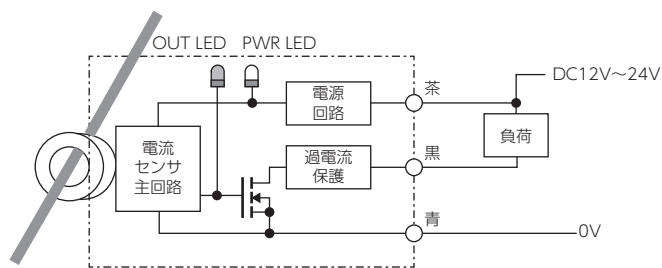 OUT LED PWR LED
DC12V～24V
電源
回路
茶
負荷
電流
センサ
主回路
過電流
保護
黒
青
0V